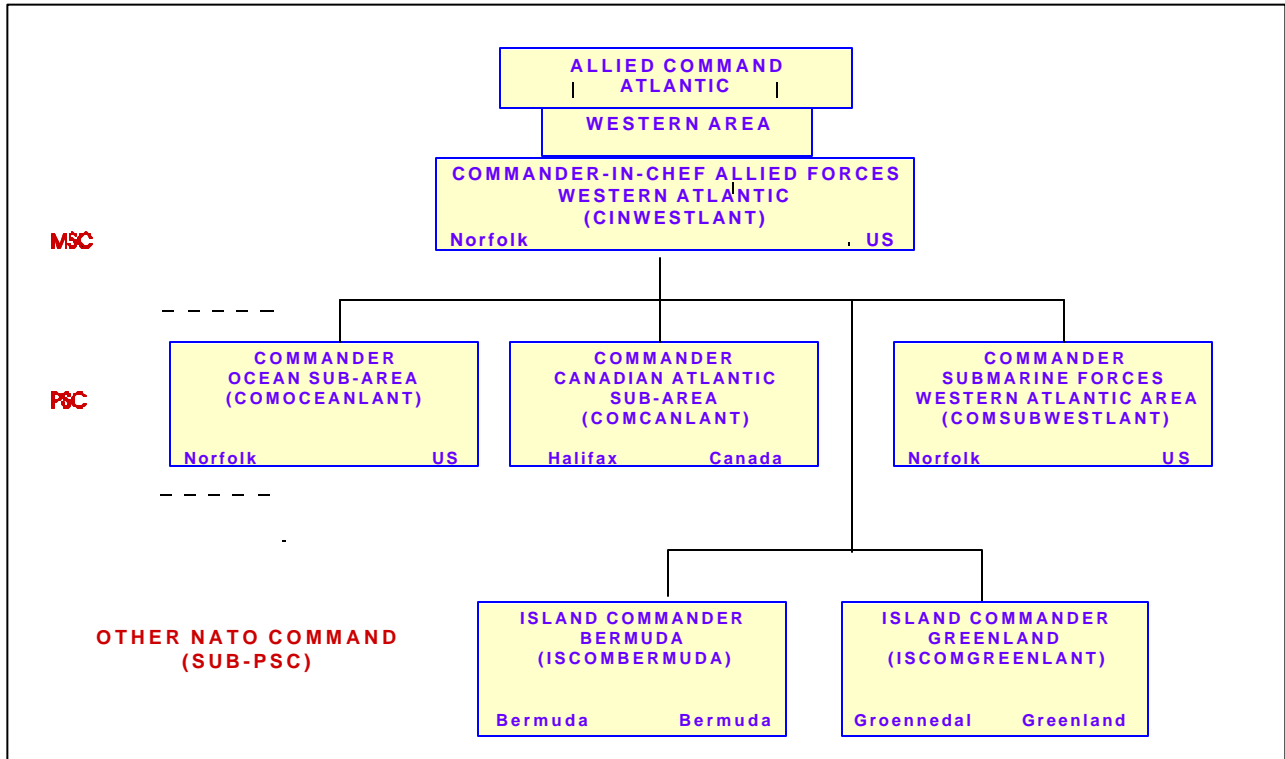 ALLIED COMMAND
ATLANTIC
WESTERN AREA
COMMANDER-IN-CHEF ALLIED FORCES
WESTERN ATLANTIC
(CINWESTLANT)
Norfolk US
MSC
COMMANDER
OCEAN SUB-AREA
(COMOCEANLANT)
Norfolk US
COMMANDER
CANADIAN ATLANTIC
SUB-AREA
(COMCANLANT)
Halifax Canada
COMMANDER
SUBMARINE FORCES
WESTERN ATLANTIC AREA
(COMSUBWESTLANT)
Norfolk US
PSC
OTHER NATO COMMAND
(SUB-PSC)
ISLAND COMMANDER
BERMUDA
(ISCOMBERMUDA)
Bermuda Bermuda
ISLAND COMMANDER
GREENLAND
(ISCOMGREENLANT)
Groennedal Greenland